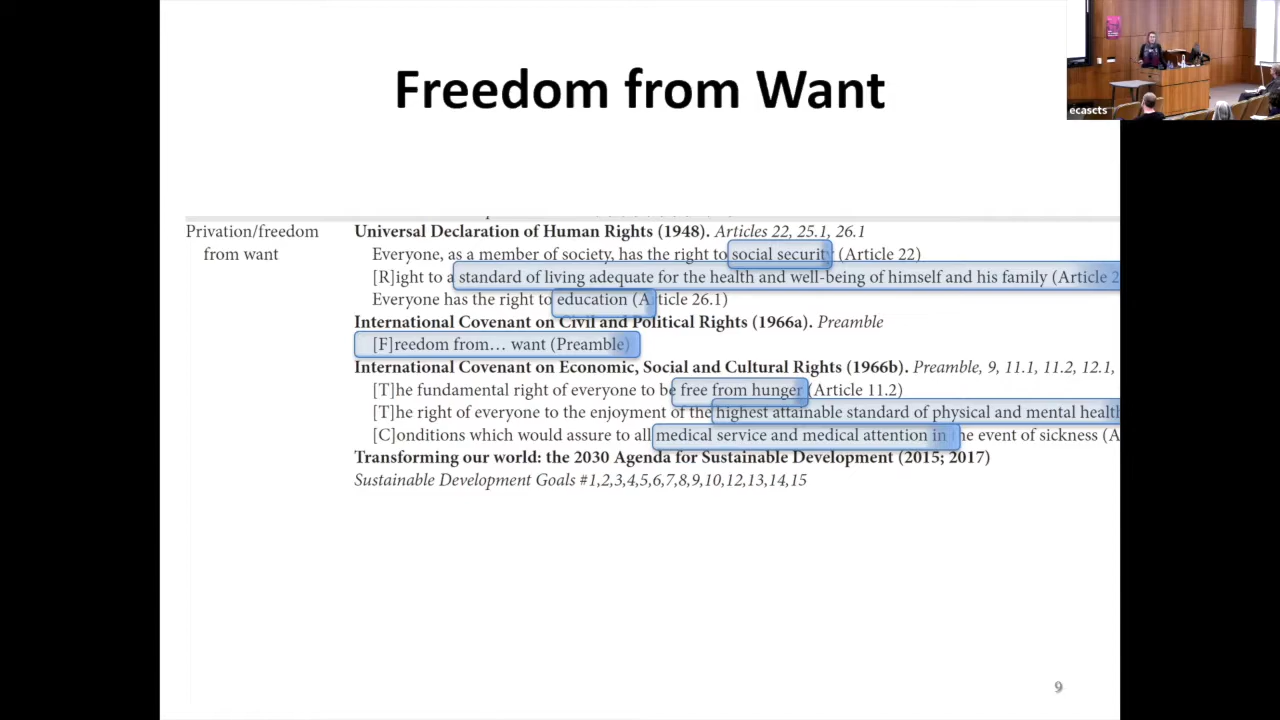 Freedom from Want
ecascts
Privation/freedom
from want
Universal Declaration of Human Rights (1948). Articles 22, 25.1, 26.1
Everyone, as a member of society, has the right to social securit (Article 22)
[R]ight to a standard of living adequate for the health and well-being of himself and his family (Article 2
Everyone has the right to education (A ticle 26.1)
International Covenant on Civil and Political Rights (1966a). Preamble
[F]reedom from… want (Preamble)
International Covenant on Economic, Social and Cultural Rights (1966b). Preamble, 9, 11.1, 11.2, 12.1,
[T]he fundamental right of everyone to be free from hunger (Article 11.2)
[T]he right of everyone to the enjoyment of the highest attainable standard of physical and mental health
[C]onditions which would assure to all medical service and medical attention in he event of sickness (A
Transforming our world: the 2030 Agenda for Sustainable Development (2015; 2017)
Sustainable Development Goals #1,2,3,4,5,6,7,8,9,10,12,13,14,15
9